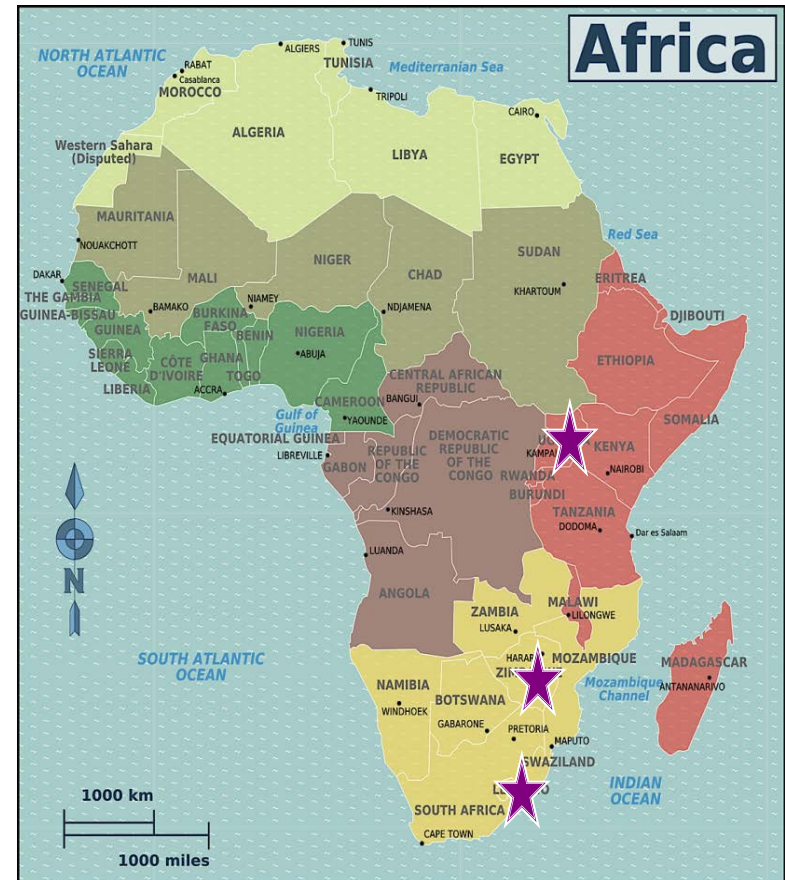 Africa
NORTH ATLANTIC
OCEAN
ALGIERS
TUNIS
TUNISIA
Mediterranean Sea
RABAT
Casablanca
MOROCCO
TRIPOLI
CAIRO
ALGERIA
LIBYA
EGYPT
Western Sahara
(Disputed)
MAURITANIA
NOUAKCHOTT
Red Sea
SUDAN
NIGER
CHAD
MALI
KHARTOUM
ERITREA
DAKAR
SENEGAL
THE GAMBIA
GUINEA-BISSAU
BAMAKO
NIAMEY
NDJAMENA
DJIBOUTI
BURKINA
FASO
GUINEA
BENIN
NIGERIA
ABUJA
SIERRA
LEONE
CÔTE
D'IVOIRE
GHANA
TOGO
LIBERIA
ACCRA
ETHIOPIA
CENTRAL AFRICAN
REPUBLIC
BANGUI
CAMEROON
YAOUNDE
Gulf of
Guinea
SOMALIA
EQUATORIAL GUINEA
LIBREVILLE
GABON
REPUBLIC
OF THE
CONGO
DEMOCRATIC
REPUBLIC
OF THE
CONGO
KENYA
NAIROBI
RWANDA
BURUNDI
TANZANIA
DODOMA
Dar es Salaam
KINSHASA
LUANDA
N
ANGOLA
ZAMBIA
LUSAKA
MALAWI
LILONGWE
SOUTH ATLANTIC
OCEAN
MOZAMBIQUE
MADAGASCAR
ANTANANARIVO
Mozambique
Channel
NAMIBIA
WINDHOEK
BOTSWANA
GABARONE
PRETORIA
MAPUTO
SWAZILAND
INDIAN
OCEAN
SOUTH AFRICA
CAPE TOWN
1000 km
1000 miles